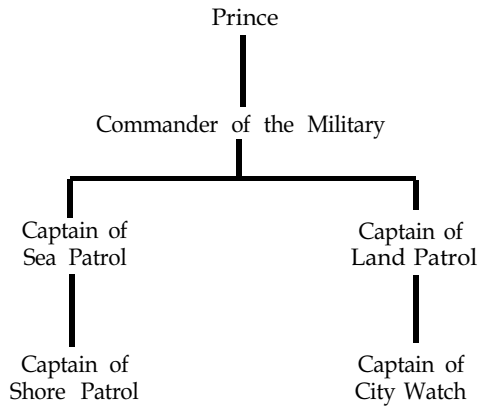 Prince
Commander of the Military
Captain of
Sea Patrol
Captain of
Land Patrol
Captain of
Shore Patrol
Captain of
City Watch